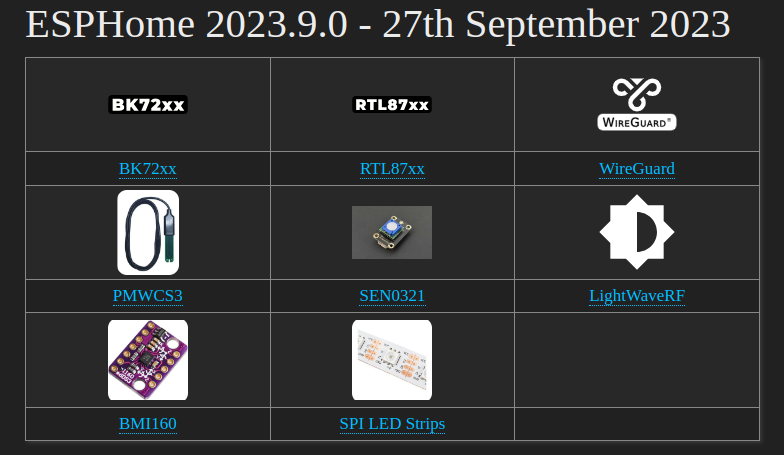 ESPHome 2023.9.0 - 27th September 2023
BK72xx RTL87xx WIREGUARD®
BK72xx RTL87xx WireGuard
PMWCS3 SEN0321 LightWaveRF
BMI160 SPI LED Strips